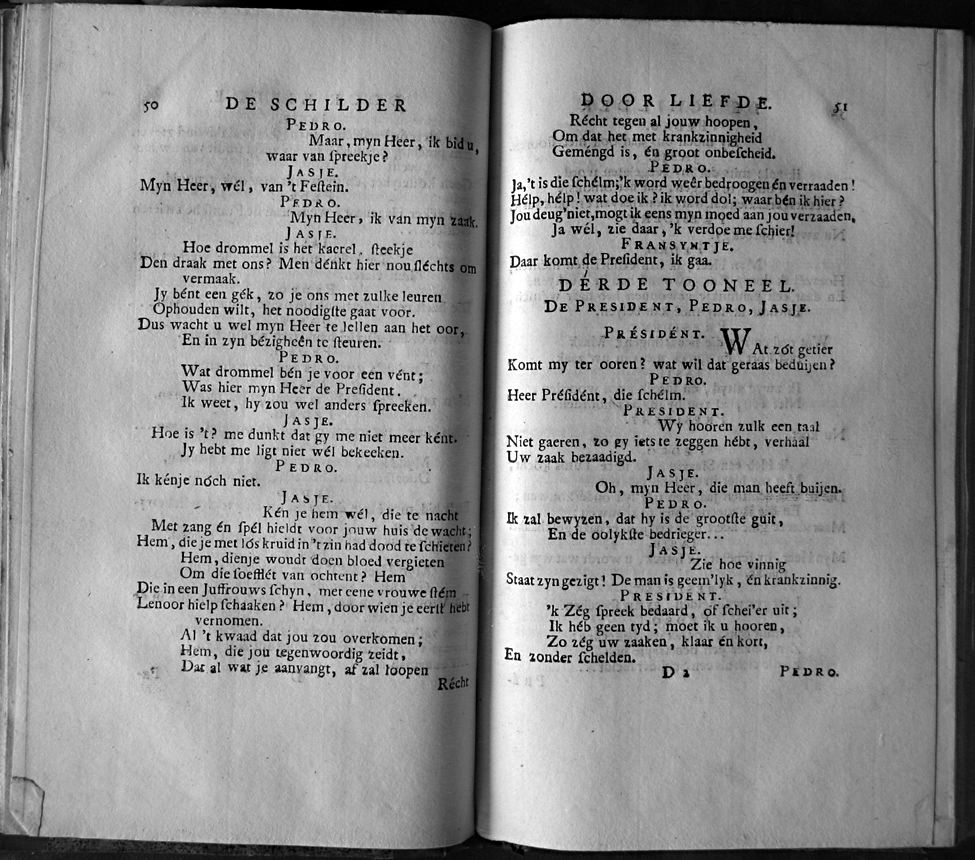 50 DE SCHILDER
PEDRO.
Maar, myn Heer, ik bid u,
waar van ſpreekje?
JASJE.
Myn Heer, wél, van 't Feſtein.
PEDRO.
Myn Heer, ik van myn zaak.
JASJE.
Hoe drommel is het kaerel, ſteekje
Den draak met ons? Men dénkt hier nou ſléchts om
vermaak.
Jy bént een gék, zo je ons met zulke leuren
Ophouden wilt, het noodigſte gaat voor.
Dus wacht u wel myn Heer te lellen aan het oor,
En in zyn bézigheên te ſteuren.
PEDRO.
Wat drommel bén je voor een vént;
Was hier myn Heer de Preſident.
Ik weet, hy zou wel anders ſpreeken.
JASJE.
Hoe is 't? me dunkt dat gy me niet meer ként.
Jy hebt me ligt niet wél bekeeken.
PEDRO.
Ik kénje nóch niet.
JASJE.
Kén je hem wél, die te nacht
Met zang én ſpél hieldt voor jouw huis de wacht;
Hem, die je met lós kruid in 't zin had dood te ſchieten?
Hem, dienje woudt doen bloed vergieten
Om die ſoefflét van ochtent? Hem
Die in een Juffrouws ſchyn, met eene vrouwe ſtém
Lenoor hielp ſchaaken? Hem, door wien je eerſt hebt
vernomen.
Al 't kwaad dat jou zou overkomen;
Hem, die jou tegenwoordig zeidt,
Dat al wat je aanvangt, af zal loopen
Récht
DOOR LIEFDE. 51
Récht tegen al jouw hoopen,
Om dat het met krankzinnigheid
Geméngd is, én groot onbeſcheid.
PEDRO.
Ja, 't is die ſchélm; 'k word weêr bedroogen én verraaden!
Hélp, hélp! wat doe ik? ik word dol; waar bén ik hier?
Jou deug'niet, mogt ik eens myn moed aan jou verzaaden,
Ja wél, zie daar, 'k verdoe me ſchier!
FRANSYNTJE.
Daar komt de Preſident, ik gaa.
DÉRDE TOONEEL.
DE PRESIDENT, PEDRO, JASJE.
PRÉSIDÉNT.
WAt zót getier
Komt my ter ooren? wat wil dat geraas beduijen?
PEDRO.
Heer Préſidént, die ſchélm.
PRESIDENT.
Wy hooren zulk een taal
Niet gaeren, zo gy iets te zeggen hébt, verhaal
Uw zaak bezaadigd.
JASJE.
Oh, myn Heer, die man heeft buijen.
PEDRO.
Ik zal bewyzen, dat hy is de grootſte guit,
En de oolykſte bedrieger...
JASJE.
Zie hoe vinnig
Staat zyn gezigt! De man is geem'lyk, én krankzinnig.
PRESIDENT.
'k Zég ſpreek bedaard, óf ſchei'er uit;
Ik héb geen tyd; moet ik u hooren,
Zo zég uw zaaken, klaar én kort,
En zonder ſchelden.
D 2 PEDRO.